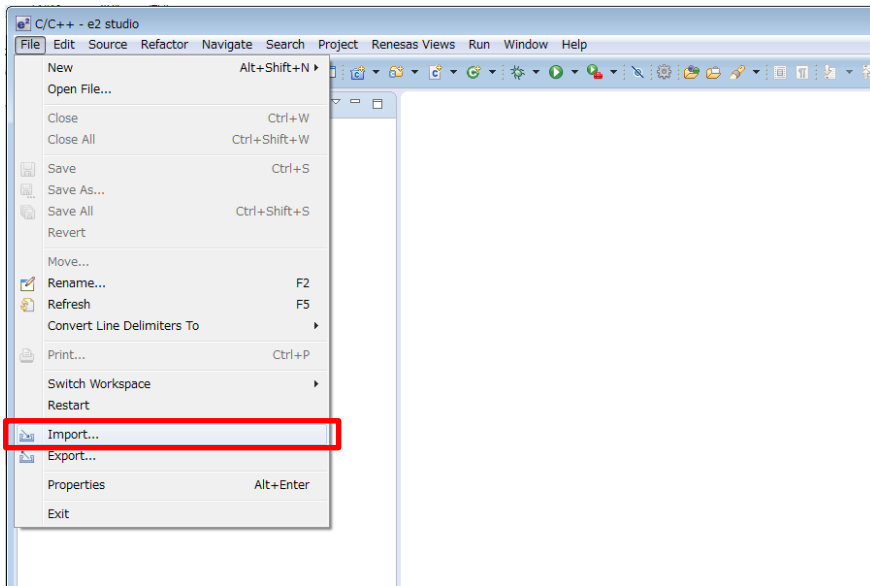 e² C/C++ - e2 studio
File Edit Source Refactor Navigate Search Project Renesas Views Run Window Help
New Alt+Shift+N
Open File...
Close Ctrl+W
Close All Ctrl+Shift+W
Save Ctrl+S
Save As...
Save All Ctrl+Shift+S
Revert
Move...
Rename... F2
Refresh F5
Convert Line Delimiters To
Print... Ctrl+P
Switch Workspace
Restart
Import...
Export...
Properties Alt+Enter
Exit